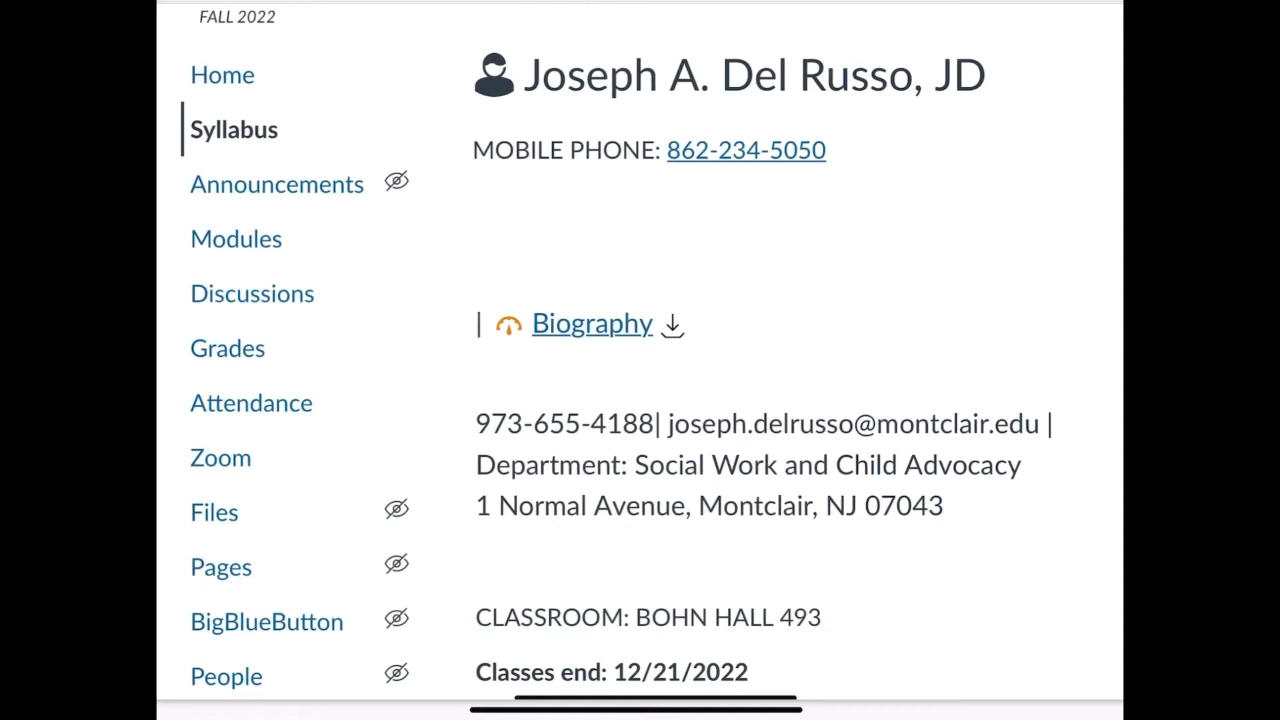 FALL 2022
Home
Syllabus
Announcements
Modules
Discussions
Grades
Attendance
Zoom
Files
Pages
BigBlueButton
People
Joseph A. Del Russo, JD
MOBILE PHONE: 862-234-5050
| Biography
973-655-4188| joseph.delrusso@montclair.edu |
Department: Social Work and Child Advocacy
1 Normal Avenue, Montclair, NJ 07043
CLASSROOM: BOHN HALL 493
Classes end: 12/21/2022